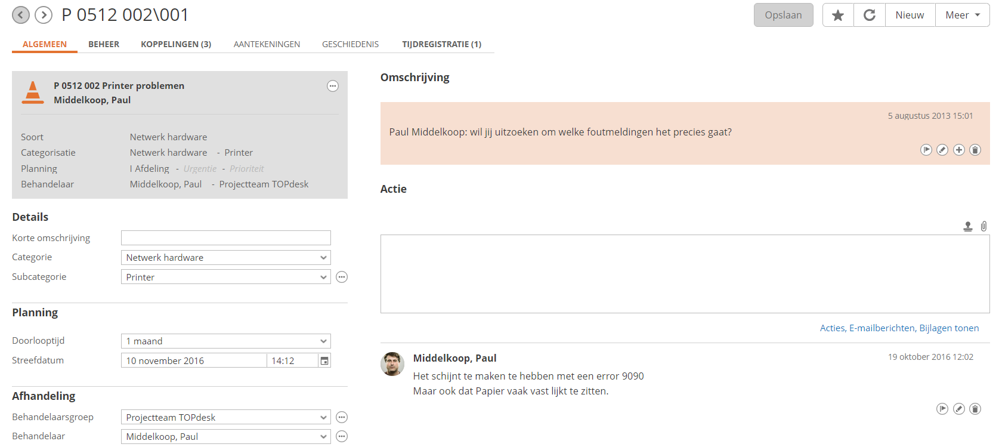 P 0512 002\001
Opslaan
Nieuw
Meer
ALGEMEEN
BEHEER
KOPPELINGEN (3)
AANTEKENINGEN
GESCHIEDENIS
TIJDREGISTRATIE (1)
P 0512 002 Printer problemen
Middelkoop, Paul
Soort Netwerk hardware
Categorisatie Netwerk hardware - Printer
Planning I Afdeling - Urgentie - Prioriteit
Behandelaar Middelkoop, Paul - Projectteam TOPdesk
Details
Korte omschrijving
Categorie Netwerk hardware
Subcategorie Printer
Planning
Doorlooptijd 1 maand
Streefdatum 10 november 2016 14:12
Afhandeling
Behandelaarsgroep Projectteam TOPdesk
Behandelaar Middelkoop, Paul
Omschrijving
5 augustus 2013 15:01
Paul Middelkoop: wil jij uitzoeken om welke foutmeldingen het precies gaat?
Actie
Acties, E-mailberichten, Bijlagen tonen
Middelkoop, Paul
19 oktober 2016 12:02
Het schijnt te maken te hebben met een error 9090
Maar ook dat Papier vaak vast lijkt te zitten.